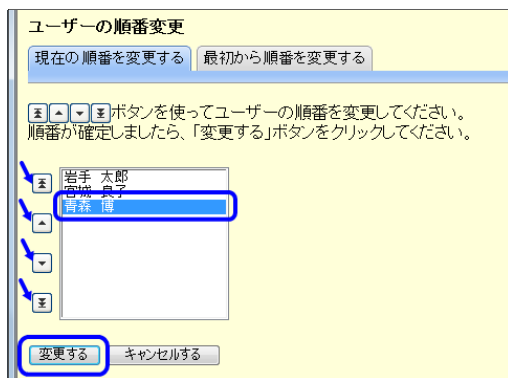 ユーザーの順番変更
現在の順番を変更する 最初から順番を変更する
ボタンを使ってユーザーの順番を変更してください。
順番が確定しましたら、「変更する」ボタンをクリックしてください。
岩手 太郎
宮城 良子
青森 博
変更する キャンセルする